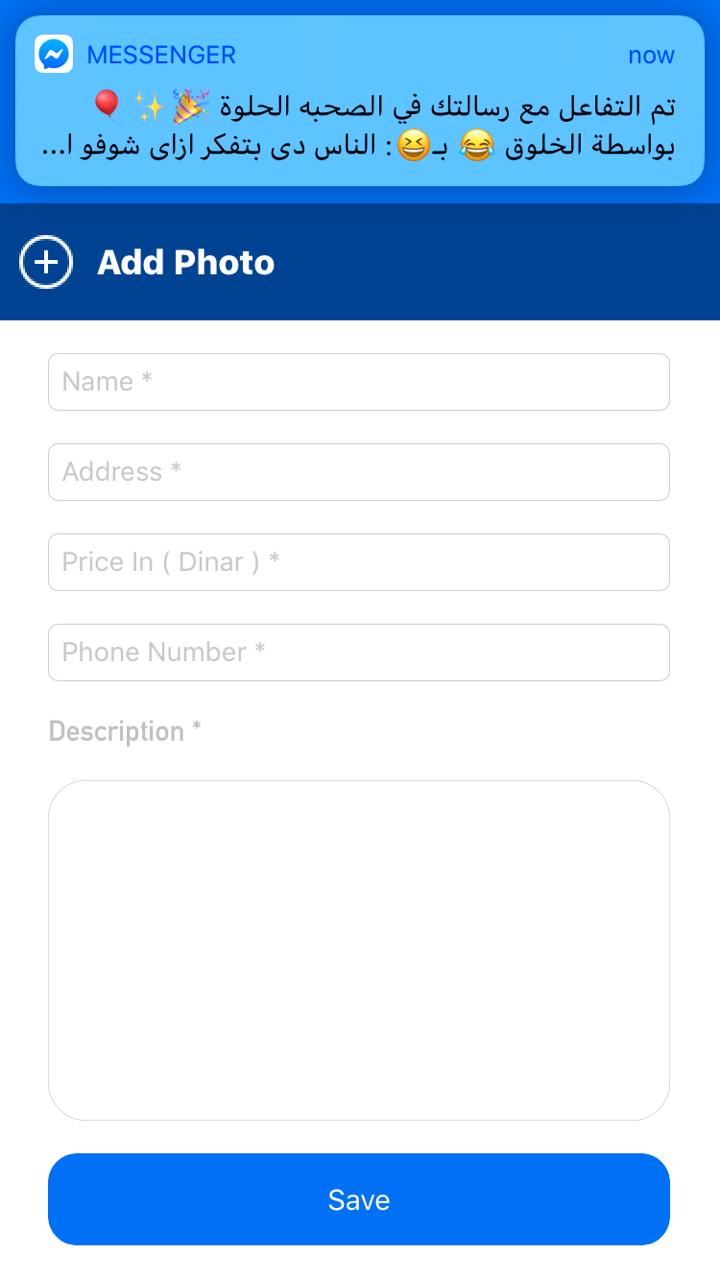 MESSENGER
now
تم التفاعل مع رسالتك في الصحبه الحلوة 🎉 ✨ 🎈
بواسطة الخلوق 😂 بـ😆: الناس دى بتفكر ازاى شوفو ا...
Add Photo
Name *
Address *
Price In ( Dinar ) *
Phone Number *
Description *
Save